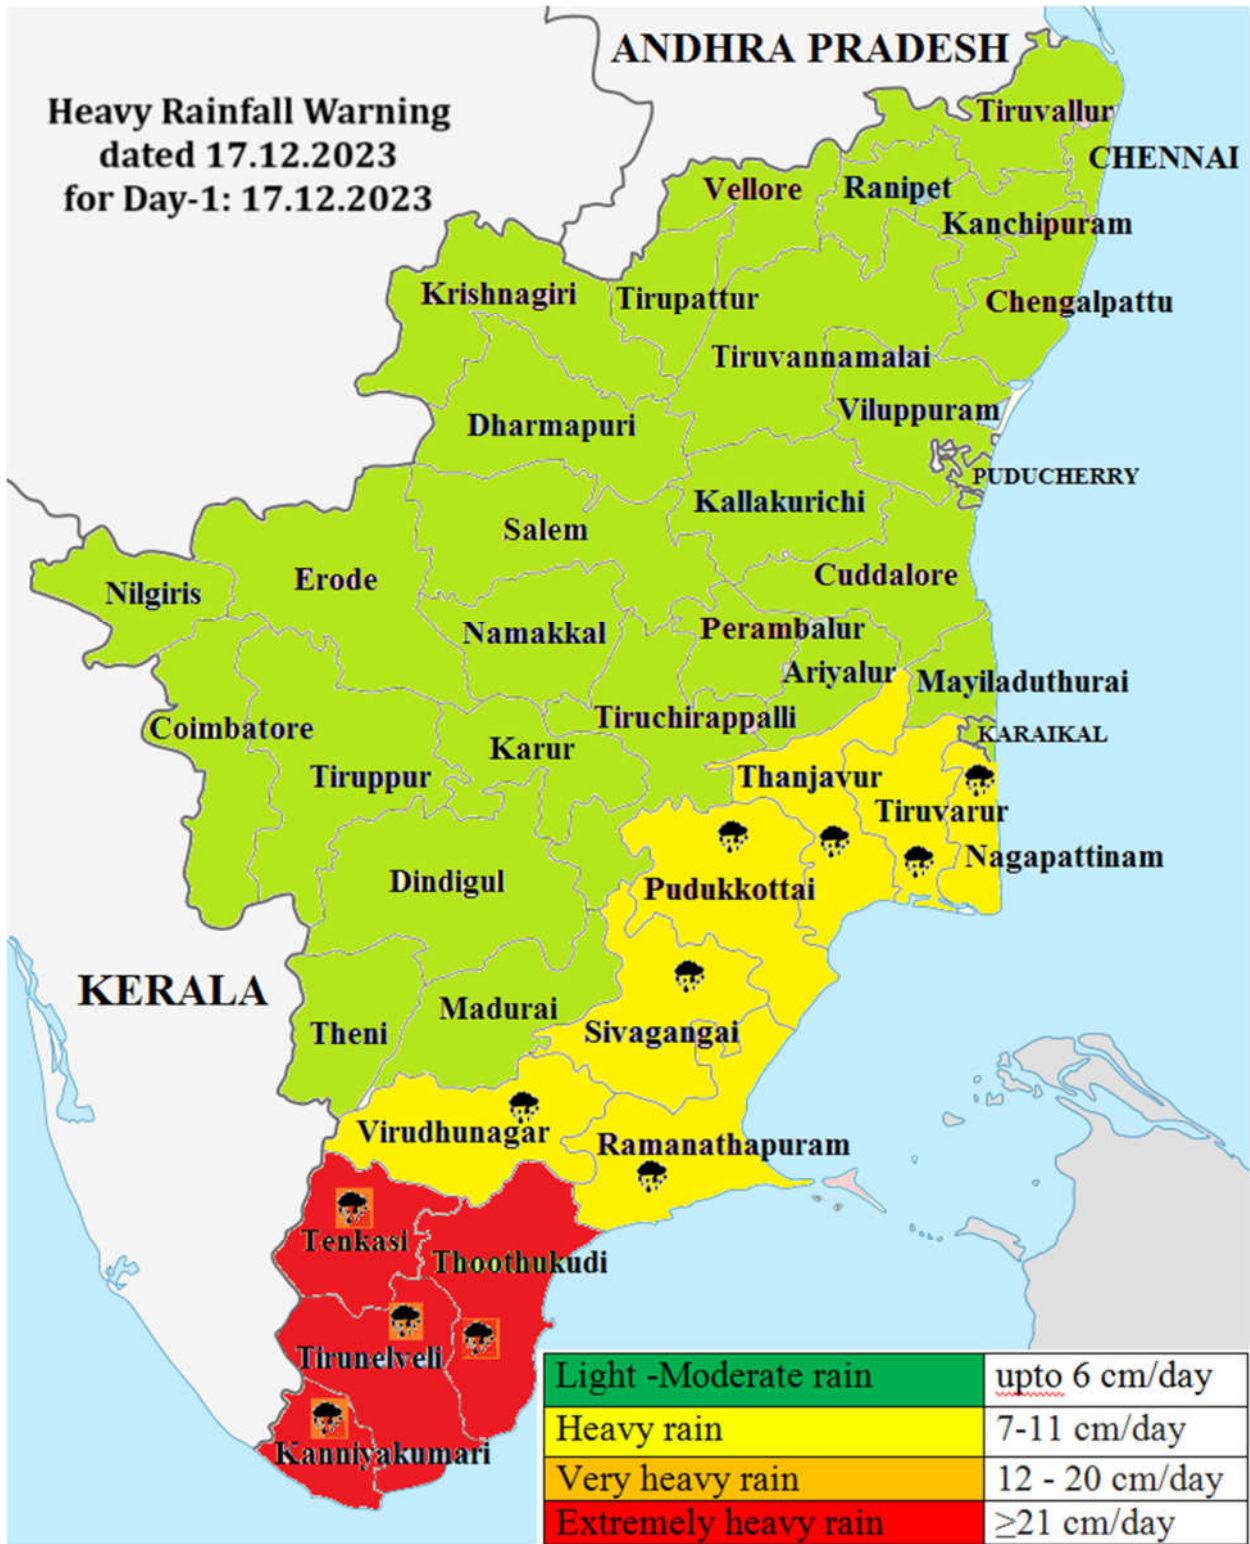 ANDHRA PRADESH
Heavy Rainfall Warning
dated 17.12.2023
for Day-1: 17.12.2023
Tiruvallur
CHENNAI
Vellore
Ranipet
Kanchipuram
Krishnagiri
Tirupattur
Chengalpattu
Tiruvannamalai
Viluppuram
Dharmapuri
PUDUCHERRY
Kallakurichi
Salem
Cuddalore
Erode
Nilgiris
Namakkal
Perambalur
Ariyalur
Mayiladuthurai
Tiruchirappalli
Coimbatore
KARAIKAL
Karur
Tiruppur
Thanjavur
Tiruvarur
Nagapattinam
Dindigul
Pudukkottai
KERALA
Madurai
Theni
Sivagangai
Virudhunagar
Ramanathapuram
Tenkasi
Thoothukudi
Tirunelveli
Kanniyakumari
Light -Moderate rain upto 6 cm/day
Heavy rain 7-11 cm/day
Very heavy rain 12 - 20 cm/day
Extremely heavy rain ≥21 cm/day